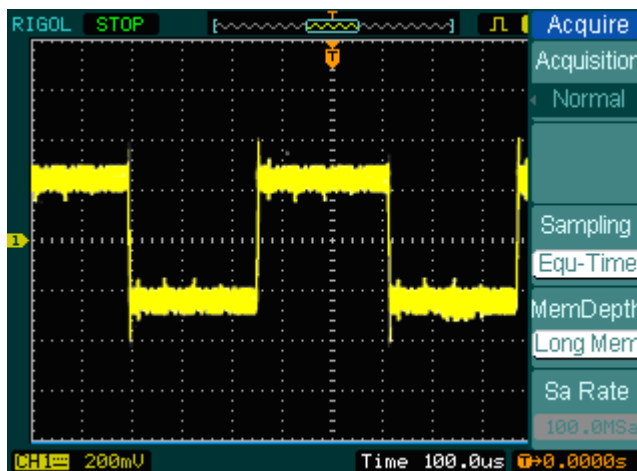 RIGOL STOP
T
Acquire
Acquisition
Normal
Sampling
Equ-Time
MemDepth
Long Mem
Sa Rate
100.0MSa
1
CH1 200mV Time 100.0us T→0.0000s